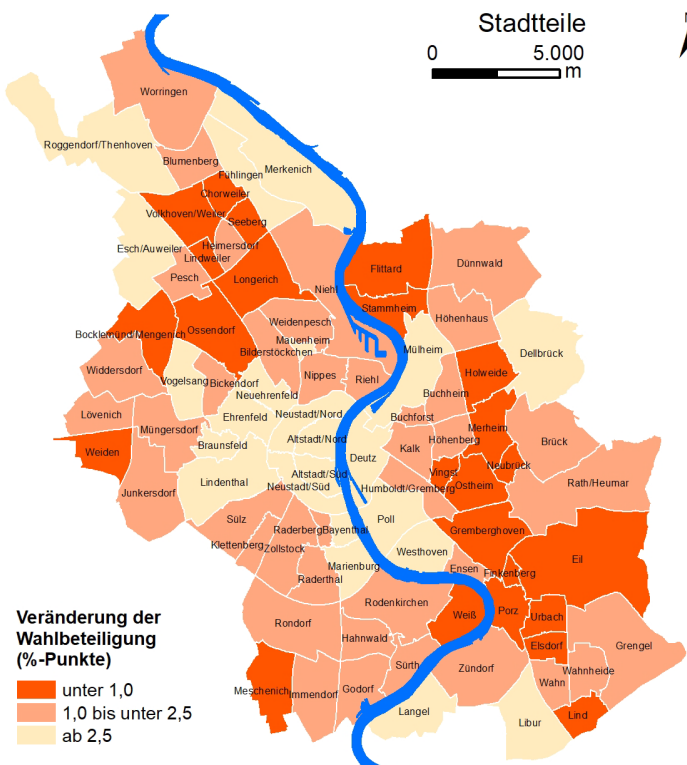 Stadtteile
0 5.000
m
N
Worringen
Roggendorf/Thenhoven
Blumenberg
Fühlingen
Merkenich
Chorweiler
Volkhoven/Weiler
Seeberg
Esch/Auweiler
Heimersdorf
Lindweiler
Pesch
Longerich
Niehl
Flittard
Dünnwald
Stammheim
Höhenhaus
Bocklemünd/Mengenich
Ossendorf
Weidenpesch
Mauenheim
Bilderstöckchen
Mülheim
Dellbrück
Widdersdorf
Vogelsang
Bickendorf
Nippes
Riehl
Holweide
Neuehrenfeld
Buchheim
Lövenich
Müngersdorf
Ehrenfeld
Neustadt/Nord
Buchforst
Merheim
Weiden
Braunsfeld
Altstadt/Nord
Kalk
Höhenberg
Brück
Deutz
Neubrück
Junkersdorf
Lindenthal
Altstadt/Süd
Neustadt/Süd
Vingst
Ostheim
Rath/Heumar
Humboldt/Gremberg
Sülz
Raderberg
Bayenthal
Poll
Gremberghoven
Klettenberg
Zollstock
Westhoven
Eil
Marienburg
Raderthal
Ensen
Finkenberg
Rodenkirchen
Weiß
Porz
Urbach
Rondorf
Hahnwald
Elsdorf
Grengel
Sürth
Zündorf
Wahnheide
Wahn
Meschenich
Immendorf
Godorf
Langel
Libur
Lind
Veränderung der
Wahlbeteiligung
(%-Punkte)
unter 1,0
1,0 bis unter 2,5
ab 2,5